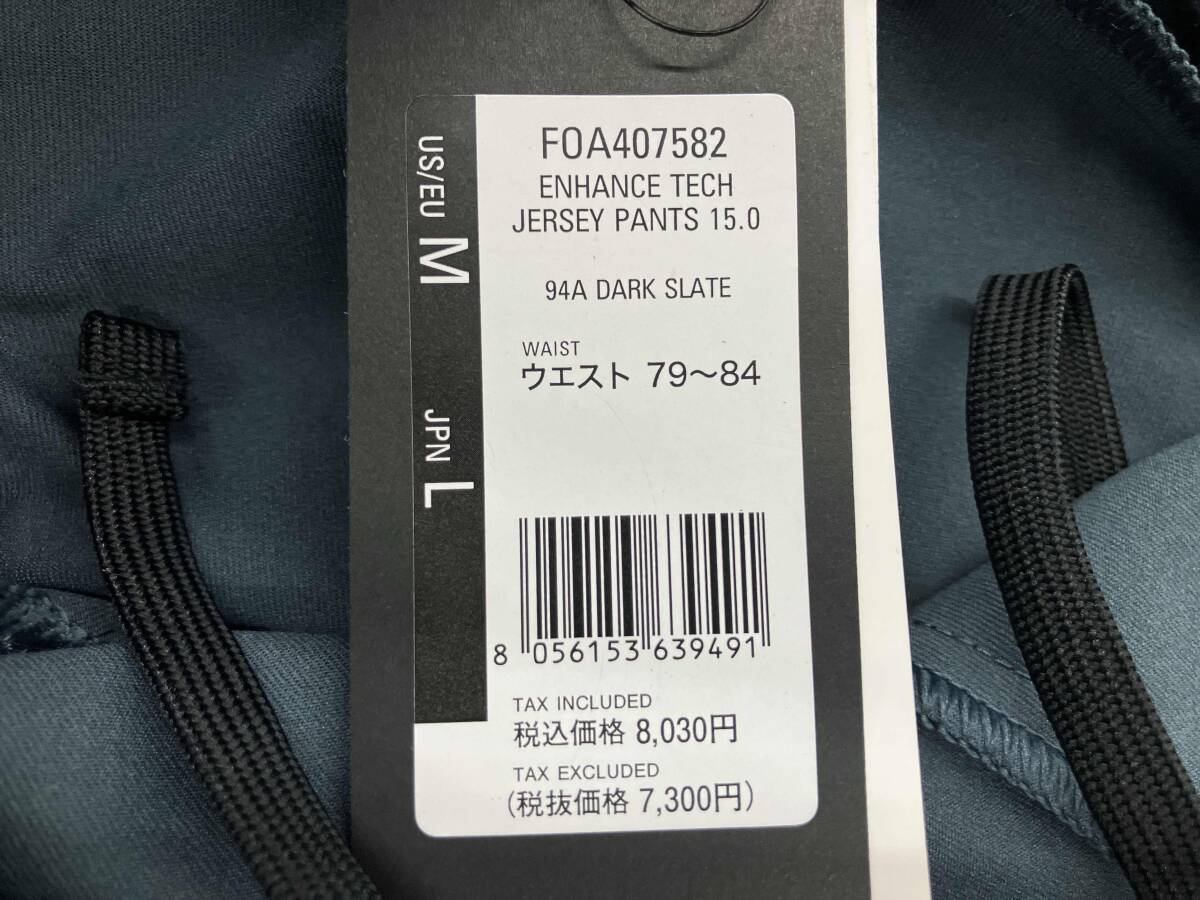 US/EU M
JPN L
FOA407582
ENHANCE TECH
JERSEY PANTS 15.0
94A DARK SLATE
WAIST
ウエスト 79~84
8 056153 639491
TAX INCLUDED
税込価格 8,030円
TAX EXCLUDED
(税抜価格 7,300円)